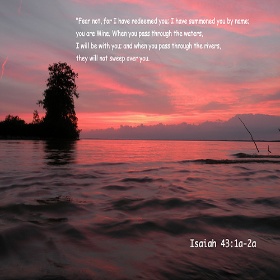 "Fear not, for I have redeemed you; I have summoned you by name;
you are Mine. When you pass through the waters,
I will be with you; and when you pass through the rivers,
they will not sweep over you.
Isaiah 43:1a-2a